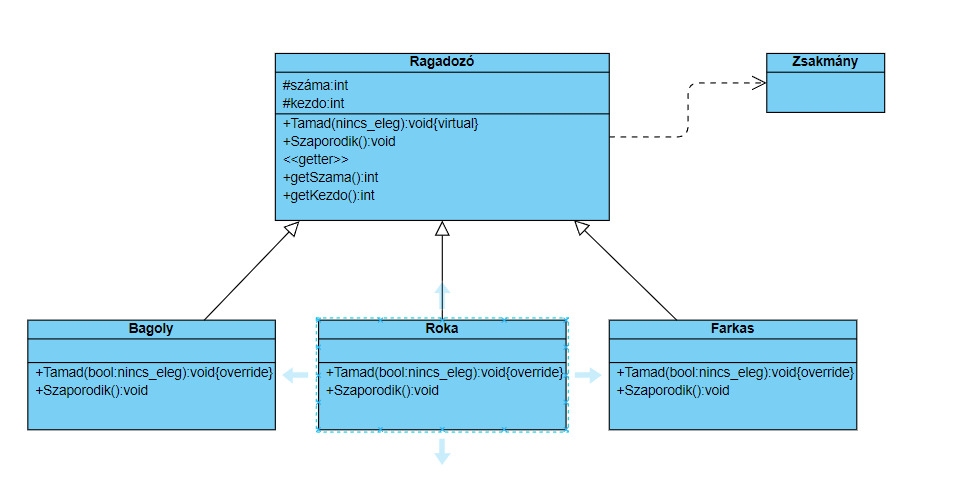 Ragadozó
#száma:int
#kezdo:int
+Tamad(nincs_eleg):void{virtual}
+Szaporodik():void
<<getter>>
+getSzama():int
+getKezdo():int
Zsakmány
Bagoly
+Tamad(bool:nincs_eleg):void{override}
+Szaporodik():void
Roka
+Tamad(bool:nincs_eleg):void{override}
+Szaporodik():void
Farkas
+Tamad(bool:nincs_eleg):void{override}
+Szaporodik():void